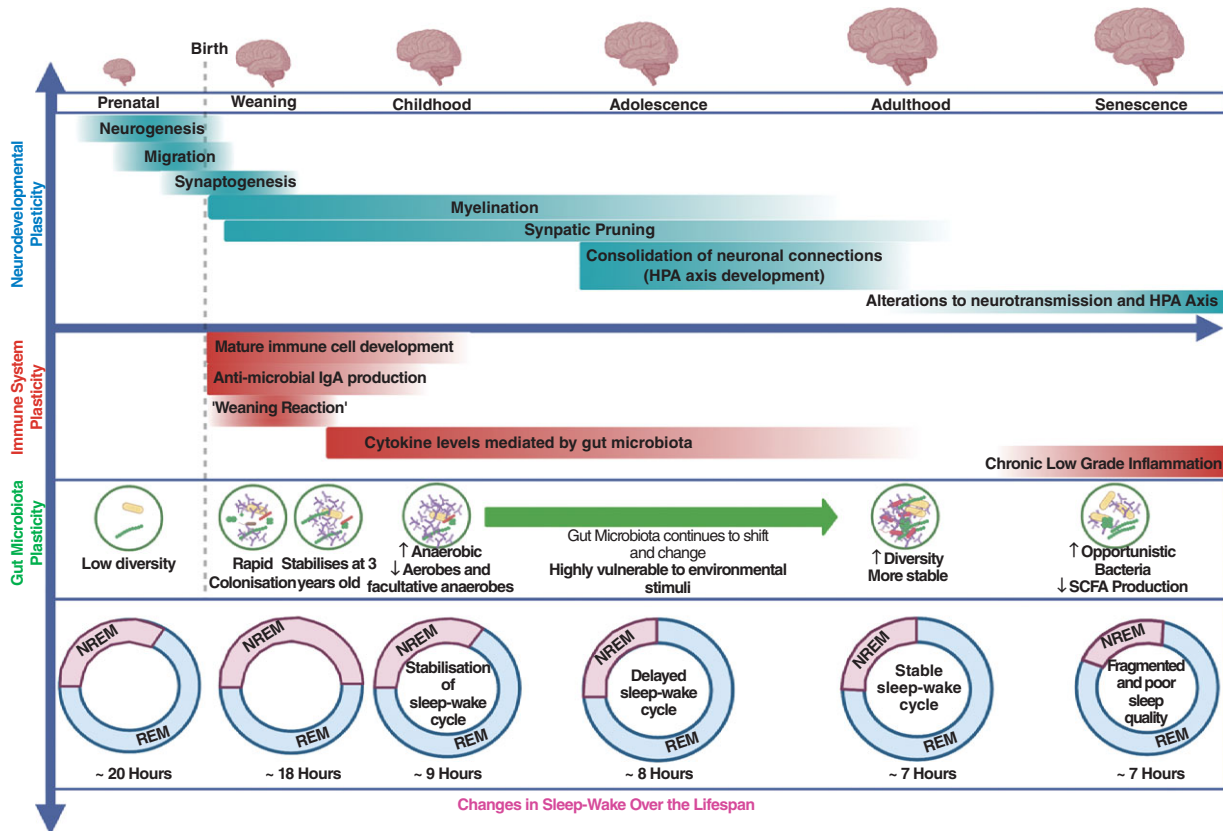 Birth
Prenatal
Weaning
Childhood
Adolescence
Adulthood
Senescence
Neurodevelopmental
Plasticity
Neurogenesis
Migration
Synaptogenesis
Myelination
Synpatic Pruning
Consolidation of neuronal connections
(HPA axis development)
Alterations to neurotransmission and HPA Axis
Immune System
Plasticity
Mature immune cell development
Anti-microbial IgA production
'Weaning Reaction'
Cytokine levels mediated by gut microbiota
Chronic Low Grade Inflammation
Gut Microbiota
Plasticity
Low diversity
Rapid
Colonisation
Stabilises at 3
years old
↑ Anaerobic
↓ Aerobes and
facultative anaerobes
Gut Microbiota continues to shift
and change
Highly vulnerable to environmental
stimuli
↑ Diversity
More stable
↑ Opportunistic
Bacteria
↓ SCFA Production
NREM
REM
~ 20 Hours
NREM
REM
~ 18 Hours
NREM
Stabilisation
of
sleep-wake
cycle
REM
~ 9 Hours
NREM
Delayed
sleep-wake
cycle
REM
~ 8 Hours
NREM
Stable
sleep-wake
cycle
REM
~ 7 Hours
NREM
Fragmented
and poor
sleep
quality
REM
~ 7 Hours
Changes in Sleep-Wake Over the Lifespan